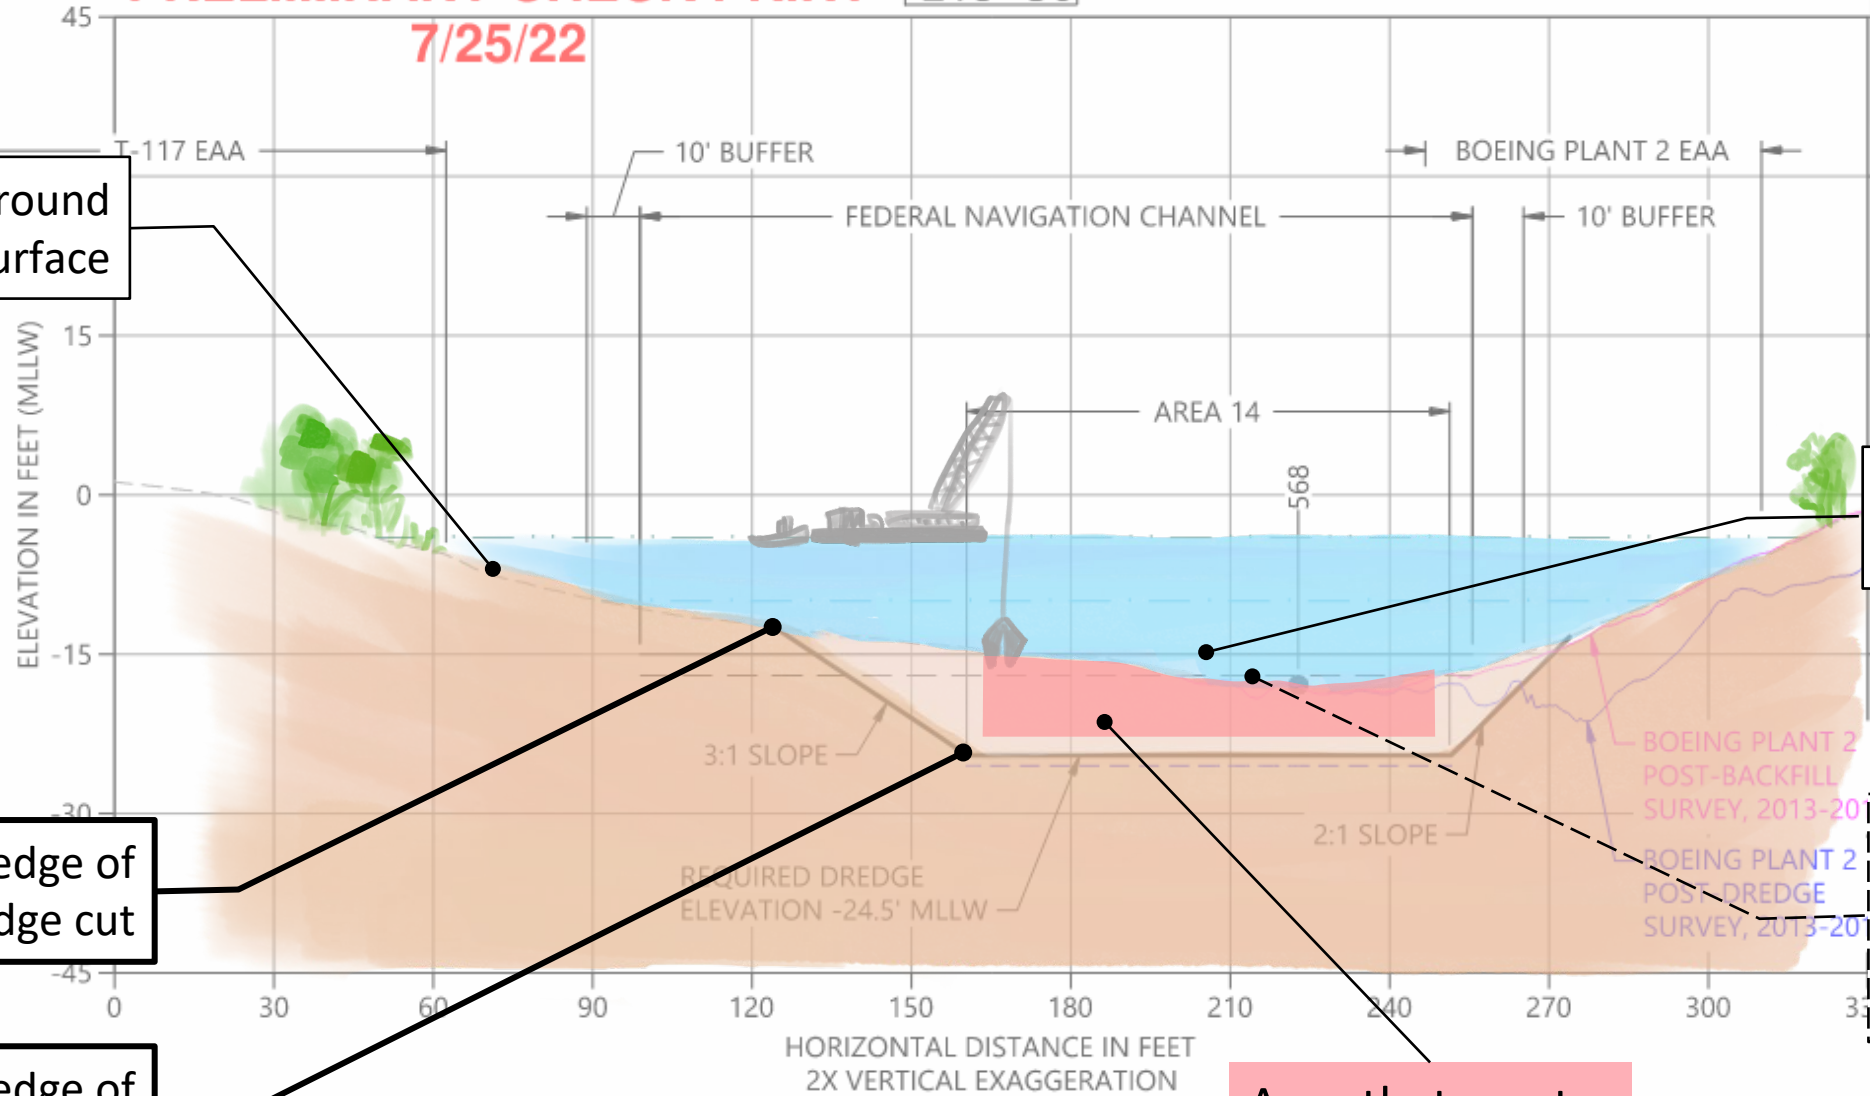 45
7/25/22
T-117 EAA
10' BUFFER
BOEING PLANT 2 EAA
FEDERAL NAVIGATION CHANNEL
10' BUFFER
ELEVATION IN FEET (MLLW)
15
AREA 14
568
0
-15
3:1 SLOPE
BOEING PLANT 2
POST-BACKFILL
-30
2:1 SLOPE
edge of
REQUIRED DREDGE
ELEVATION -24.5' MLLW
cut
BOEING PLANT 2
POST-DREDGE
-45
0 30 60 90 120 150 180 210 240 270 300
HORIZONTAL DISTANCE IN FEET
2X VERTICAL EXAGGERATION
edge of